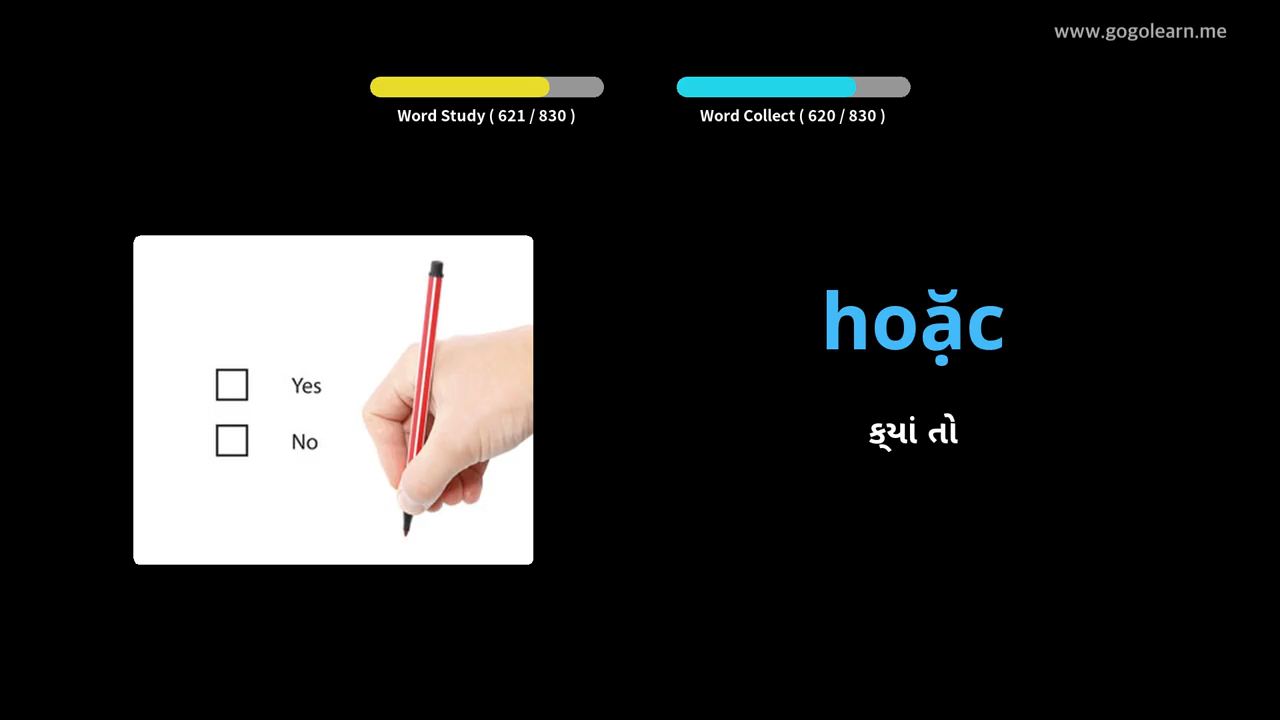 www.gogolearn.me
Word Study ( 621 / 830 )
Word Collect ( 620 / 830 )
Yes
No
hoặc
ક્યાં તો